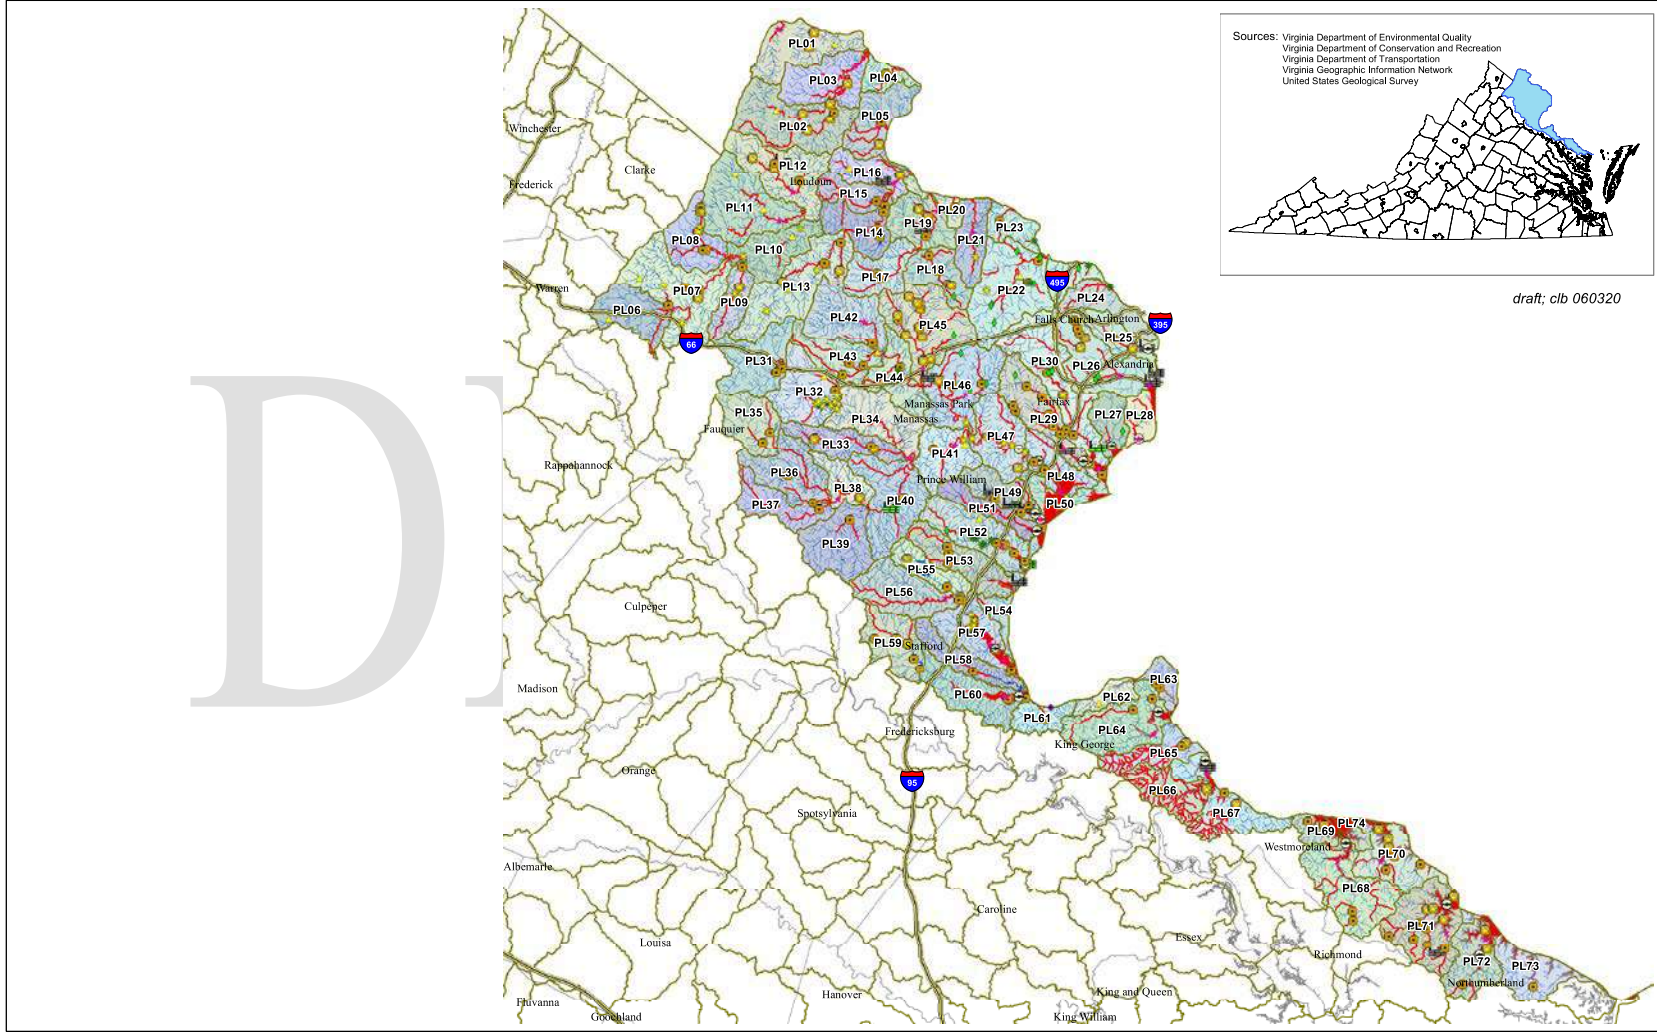 Sources: Virginia Department of Environmental Quality
Virginia Department of Conservation and Recreation
Virginia Department of Transportation
Virginia Geographic Information Network
United States Geological Survey
draft; clb 060320
D
PL01
PL03
PL04
PL02
PL05
Winchester
Clarke
Frederick
PL12
PL16
Loudoun
PL15
PL11
PL20
PL19
PL23
PL14
PL21
PL08
PL10
PL18
PL17
495
PL13
PL22
PL07
PL09
PL24
Warren
PL06
PL42
PL45
Falls Church
Arlington
395
66
PL25
PL43
PL31
PL30
PL26
Alexandria
PL44
PL46
PL32
Manassas Park
Fairfax
PL35
PL34
Manassas
PL29
PL27
PL28
Fauquier
PL33
PL47
PL41
Rappahannock
PL36
Prince William
PL48
PL38
PL49
PL37
PL40
PL51
PL50
PL52
PL39
PL53
PL55
PL56
Culpeper
PL54
PL57
PL59
Stafford
PL58
Madison
PL60
PL62
PL63
PL61
Fredericksburg
PL64
King George
PL65
Orange
95
PL66
Spotsylvania
PL67
PL69
PL74
Westmoreland
PL70
Albemarle
PL68
Caroline
PL71
Essex
Louisa
Richmond
PL72
PL73
Northumberland
Hanover
King and Queen
Fluvanna
Goochland
King William